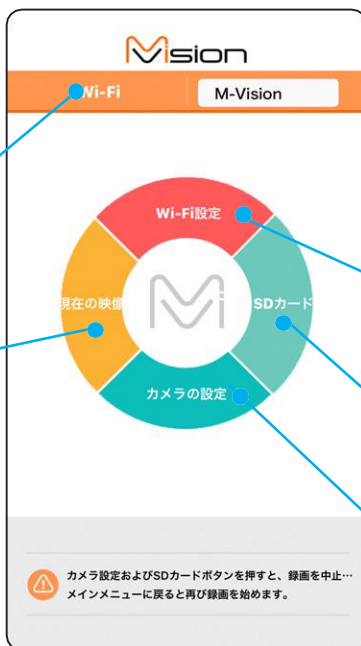 Mvision
Wi-Fi
M-Vision
Wi-Fi設定
現在の映像
SDカード
カメラの設定
カメラ設定およびSDカードボタンを押すと、録画を中止…
メインメニューに戻ると再び録画を始めます。